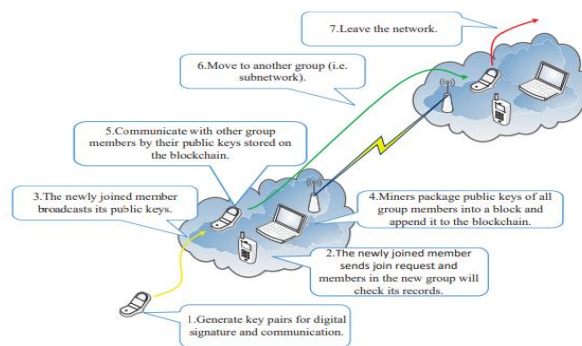 7.Leave the network.
6.Move to another group (i.e.
subnetwork).
5.Communicate with other group
members by their public keys stored on
the blockchain.
3.The newly joined member
broadcasts its public keys.
4.Miners package public keys of all
group members into a block and
append it to the blockchain.
2.The newly joined member
sends join request and
members in the new group will
check its records.
1.Generate key pairs for digital
signature and communication.